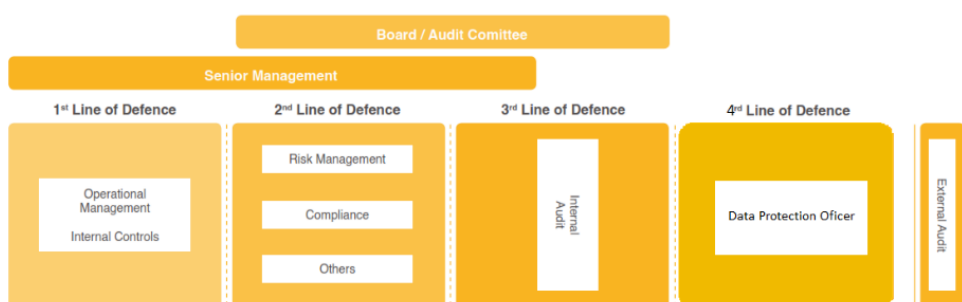 Board / Audit Comittee
Senior Management
1st Line of Defence
2nd Line of Defence
3rd Line of Defence
4rd Line of Defence
Operational
Management
Internal Controls
Risk Management
Compliance
Others
Internal
Audit
Data Protection Oficer
External Audit